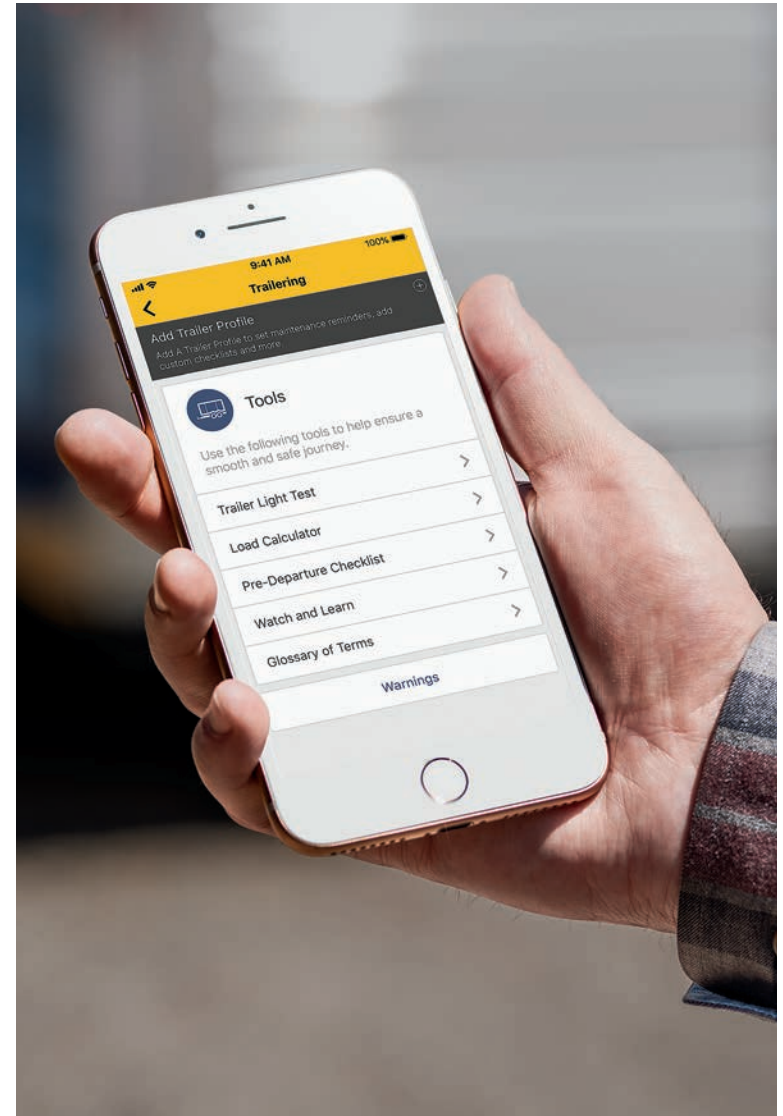 9:41 AM
100%
Trailering
Add Trailer Profile
Add A Trailer Profile to set maintenance reminders, add
custom checklists and more.
Tools
Use the following tools to help ensure a
smooth and safe journey.
Trailer Light Test
Load Calculator
Pre-Departure Checklist
Watch and Learn
Glossary of Terms
Warnings